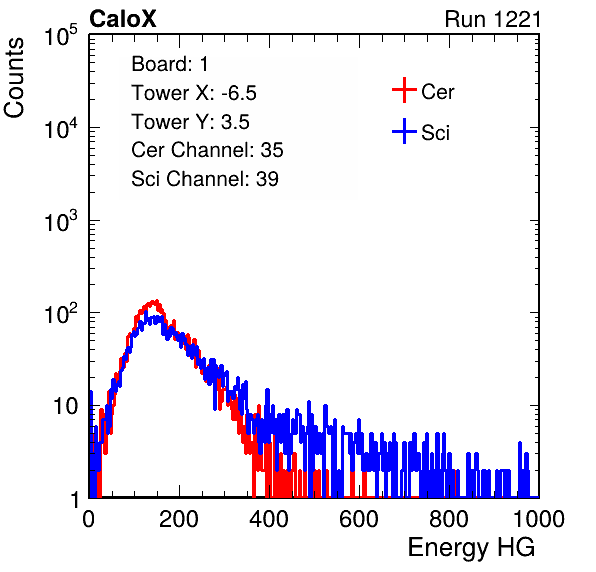 CaloX Run 1221
Counts
10^5
10^4
10^3
10^2
10
1
Board: 1
Tower X: -6.5
Tower Y: 3.5
Cer Channel: 35
Sci Channel: 39
Cer
Sci
0 200 400 600 800 1000
Energy HG